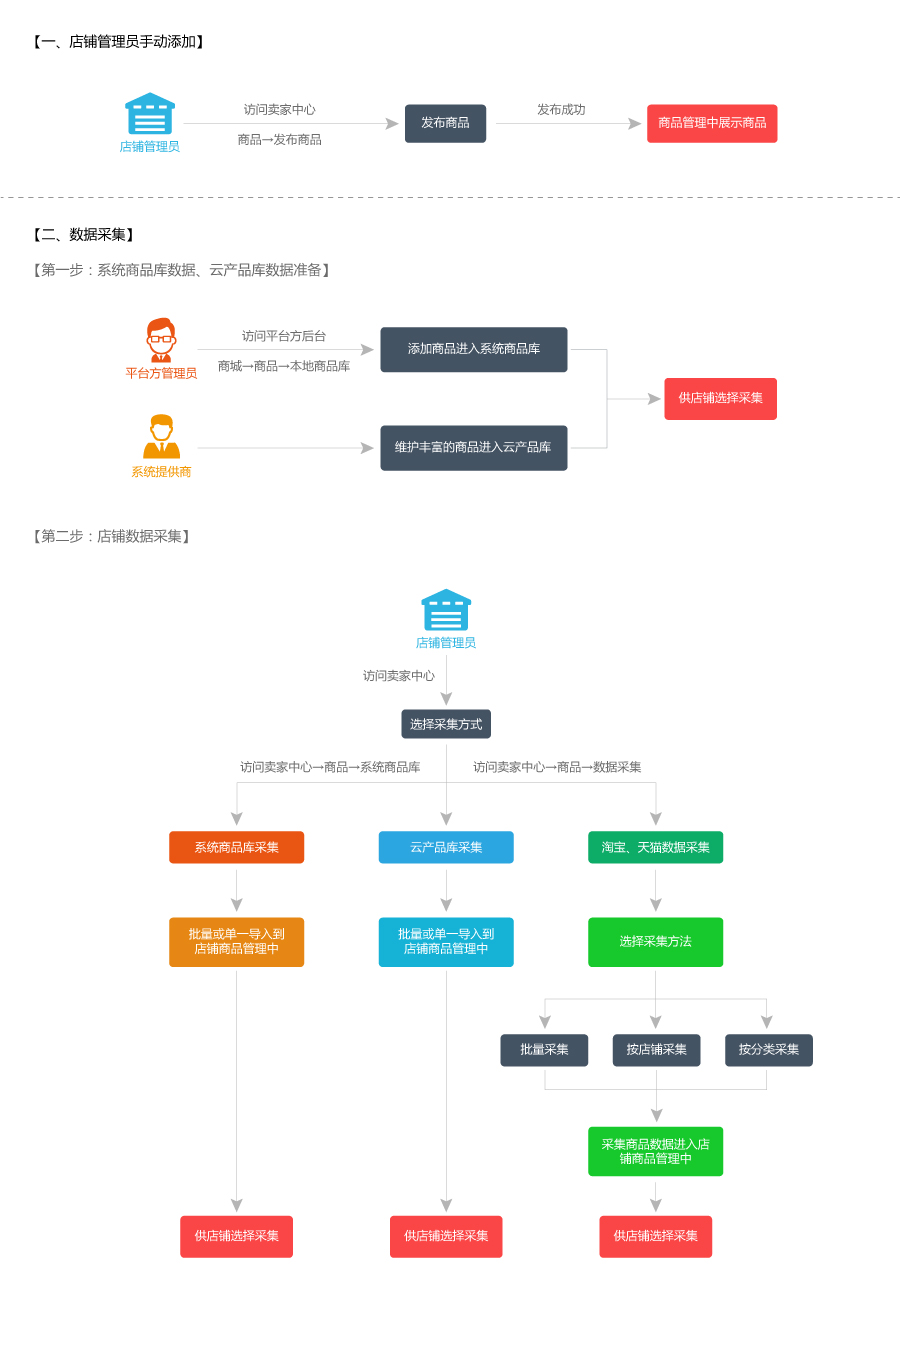 【一、店铺管理员手动添加】
访问卖家中心
商品→发布商品
店铺管理员
发布商品
发布成功
商品管理中展示商品
【二、数据采集】
【第一步：系统商品库数据、云产品库数据准备】
访问平台方后台
商城→商品→本地商品库
平台方管理员
添加商品进入系统商品库
供店铺选择采集
维护丰富的商品进入云产品库
系统提供商
【第二步：店铺数据采集】
店铺管理员
访问卖家中心
选择采集方式
访问卖家中心→商品→系统商品库
访问卖家中心→商品→数据采集
系统商品库采集
云产品库采集
淘宝、天猫数据采集
批量或单一导入到
店铺商品管理中
批量或单一导入到
店铺商品管理中
选择采集方法
批量采集
按店铺采集
按分类采集
采集商品数据进入店
铺商品管理中
供店铺选择采集
供店铺选择采集
供店铺选择采集